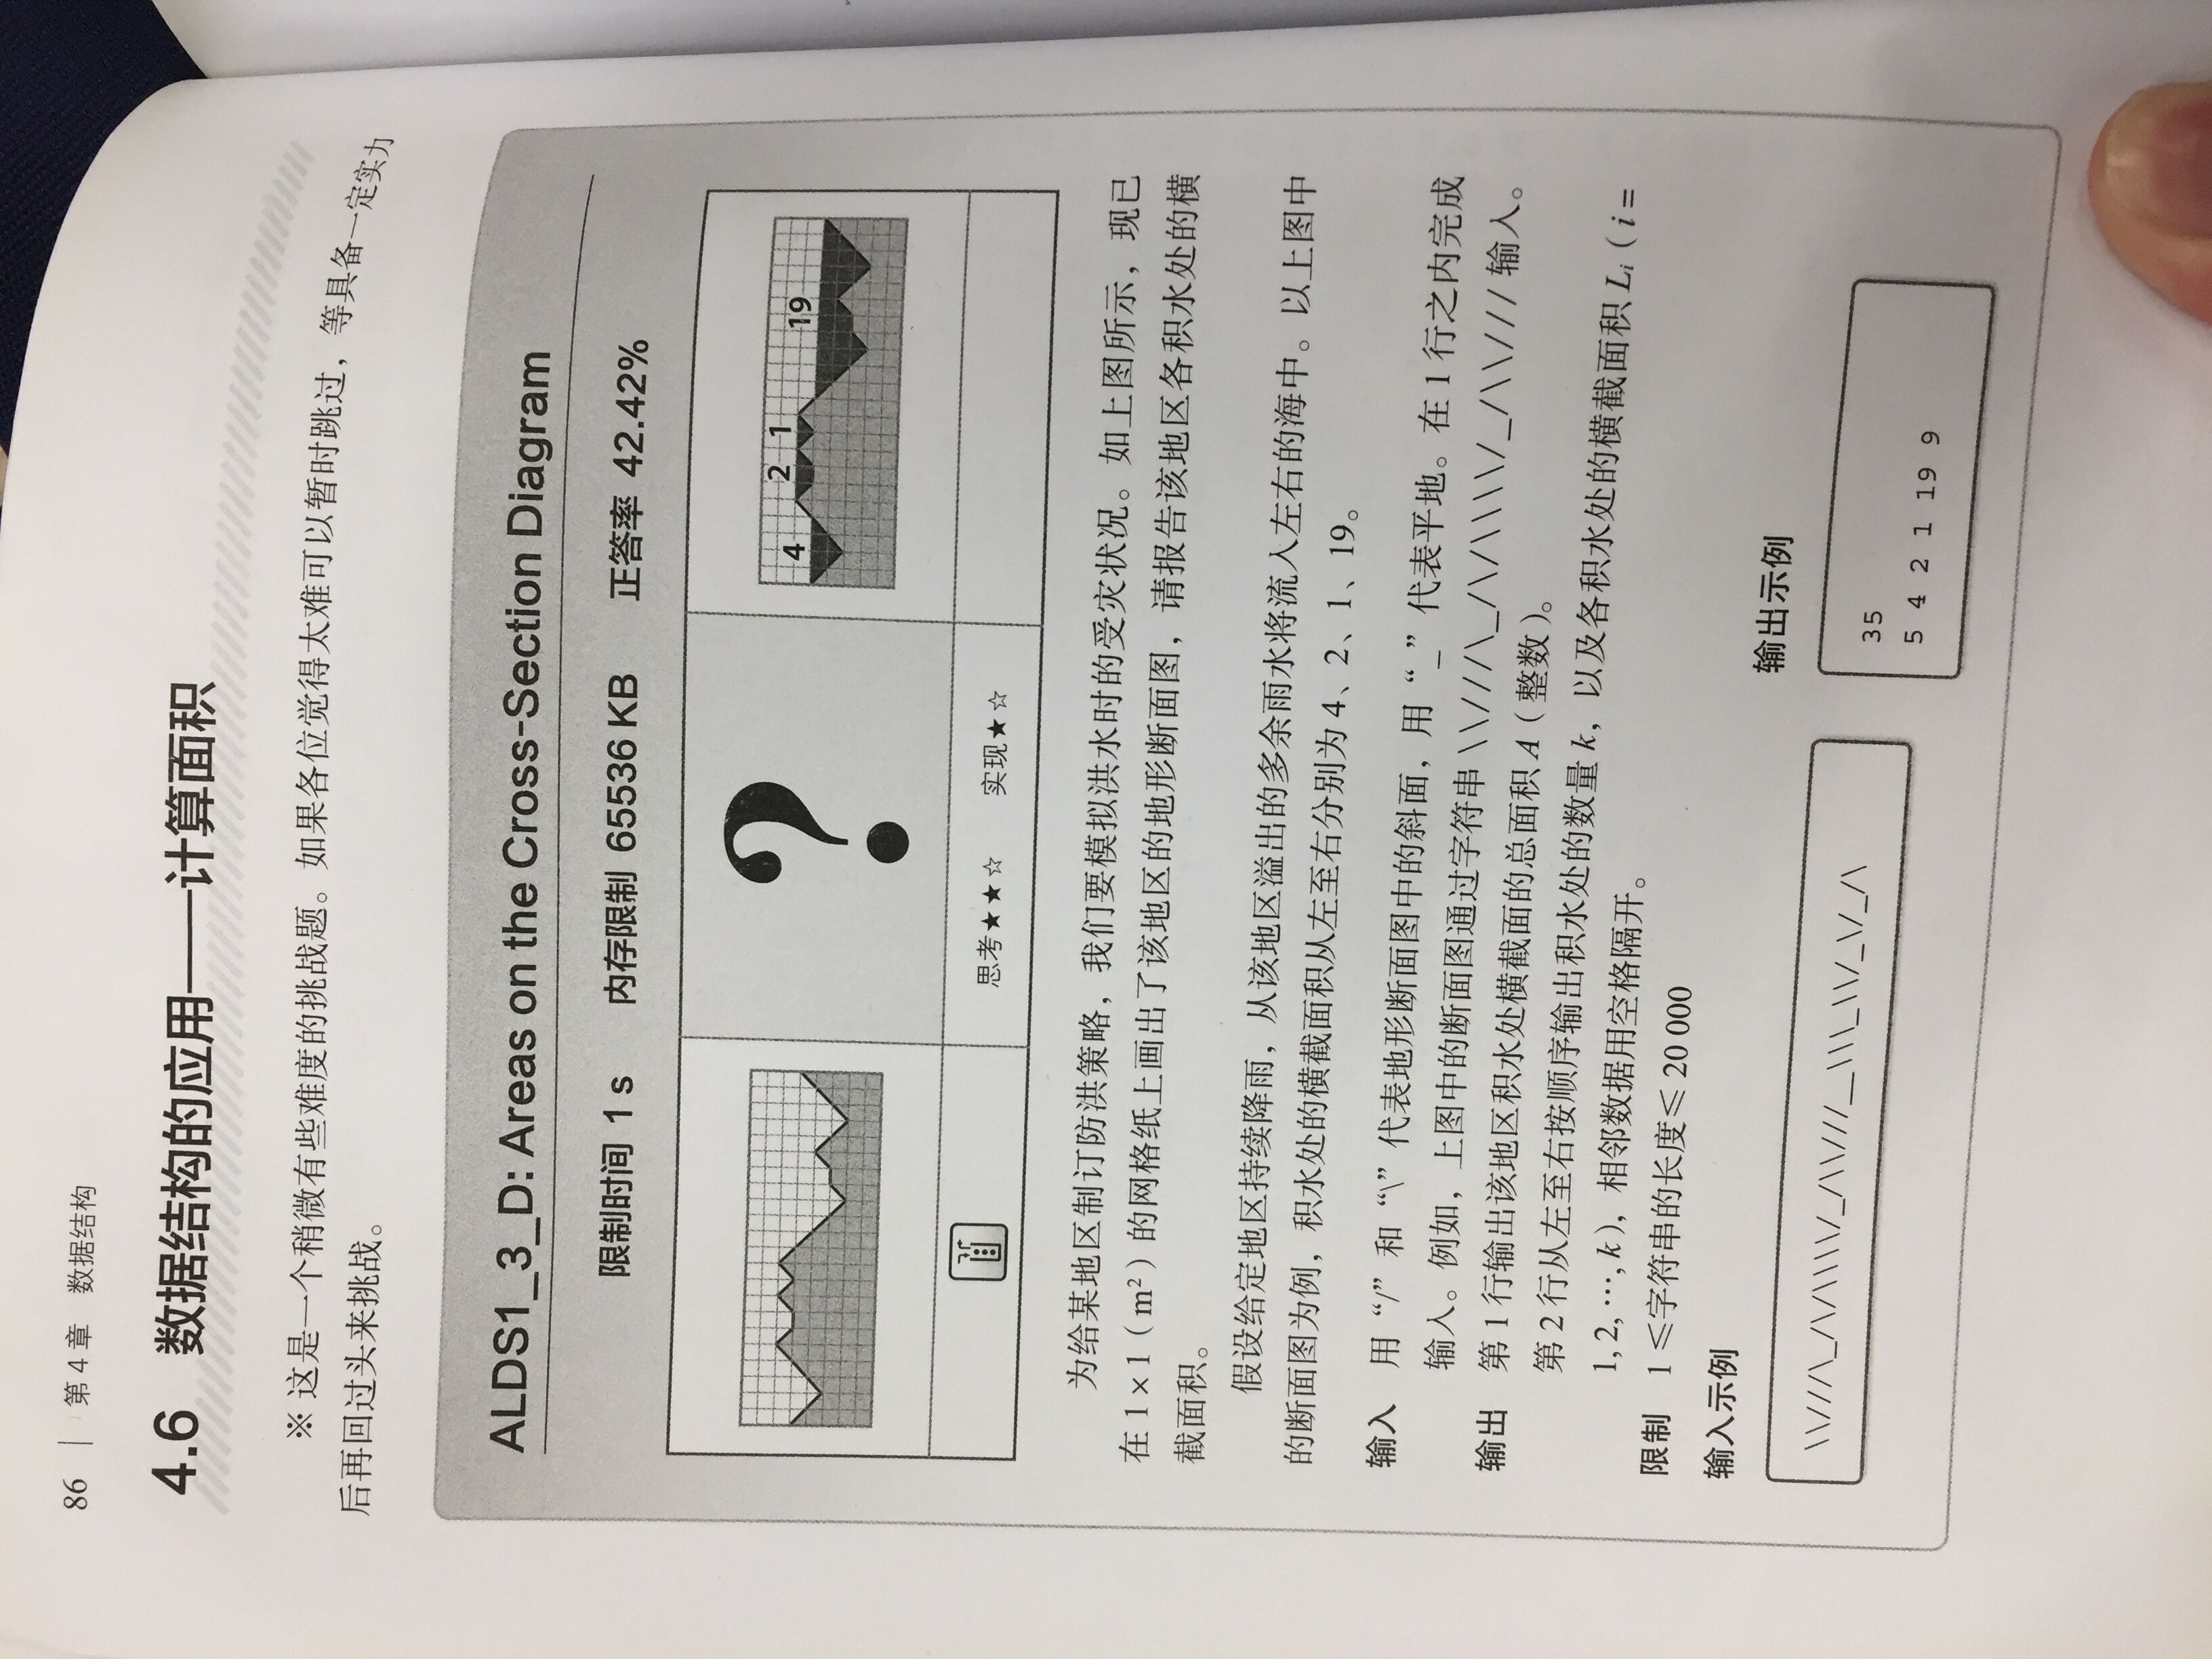 86 | 第 4 章 数据结构
4.6 数据结构的应用——计算面积
※ 这是一个稍微有些难度的挑战题。如果各位觉得太难可以暂时跳过，等具备一定实力
后再回过头来挑战。
ALDS1_3_D: Areas on the Cross-Section Diagram
限制时间 1 s 内存限制 65536 KB 正答率 42.42%
?
4 2 1 19
思考★★☆ 实现★☆
为给某地区制订防洪策略，我们要模拟洪水时的受灾状况。如上图所示，现已
在 1×1（m²）的网格纸上画出了该地区的地形断面图，请报告该地区各积水处的横
截面积。
假设给定地区持续降雨，从该地区溢出的多余雨水将流入左右的海中。以上图中
的断面图为例，积水处的横截面积从左至右分别为 4、2、1、19。
输入 用“/”和“\”代表地形断面图中的斜面，用“_”代表平地。在 1 行之内完成
输入。例如，上图中的断面图通过字符串 \\///\_/\/\\\\/_/\\/// 输入。
输出 第 1 行输出该地区积水处横截面的总面积 A（整数）。
第 2 行从左至右按顺序输出积水处的数量 k，以及各积水处的横截面积 Lᵢ（i =
1, 2, …, k），相邻数据用空格隔开。
限制 1 ≤字符串的长度≤ 20 000
输入示例
\\///\_/\/\\\\/_/\\///__\\\_\\/_\/_/\
输出示例
35
5 4 2 1 19 9